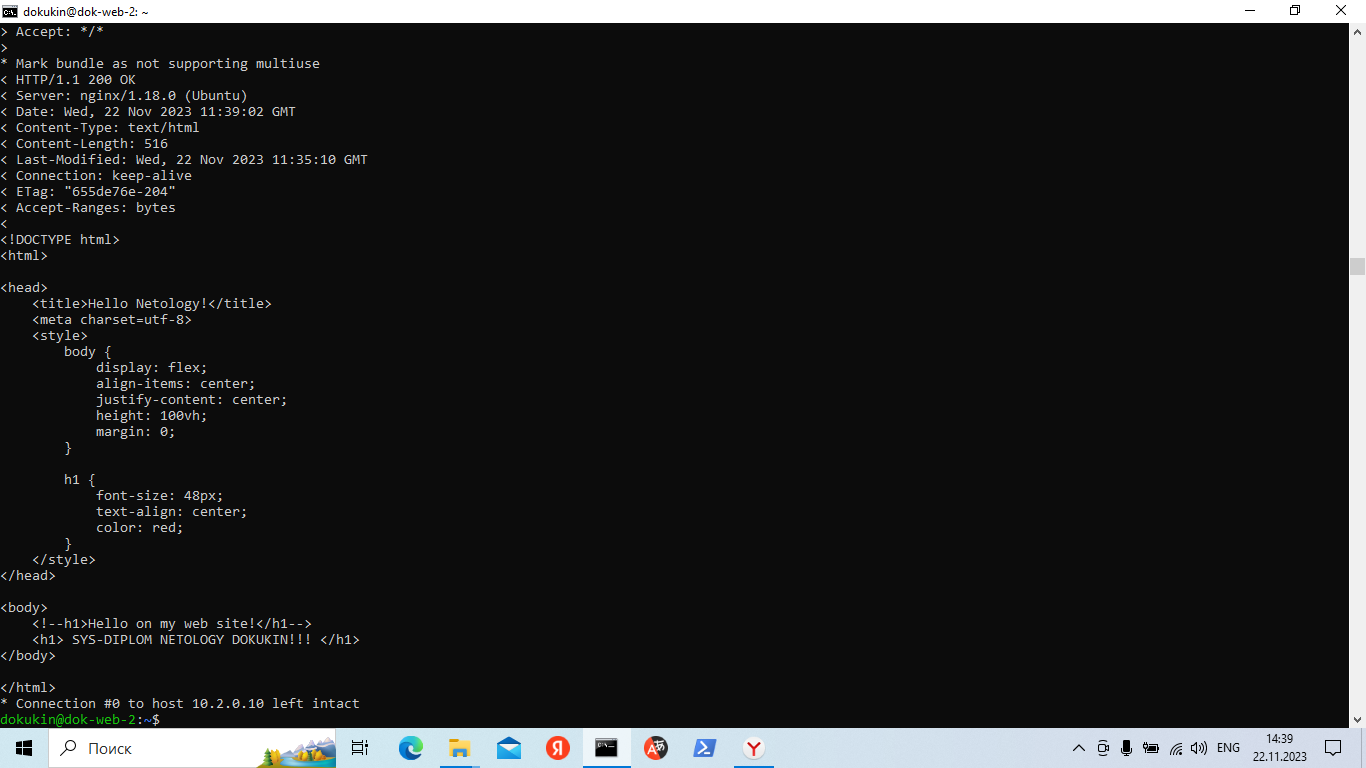 dokukin@dok-web-2: ~
> Accept: */*
>
* Mark bundle as not supporting multiuse
< HTTP/1.1 200 OK
< Server: nginx/1.18.0 (Ubuntu)
< Date: Wed, 22 Nov 2023 11:39:02 GMT
< Content-Type: text/html
< Content-Length: 516
< Last-Modified: Wed, 22 Nov 2023 11:35:10 GMT
< Connection: keep-alive
< ETag: "655de76e-204"
< Accept-Ranges: bytes
<
<!DOCTYPE html>
<html>

<head>
    <title>Hello Netology!</title>
    <meta charset=utf-8>
    <style>
        body {
            display: flex;
            align-items: center;
            justify-content: center;
            height: 100vh;
            margin: 0;
        }

        h1 {
            font-size: 48px;
            text-align: center;
            color: red;
        }
    </style>
</head>

<body>
    <!--h1>Hello on my web site!</h1-->
    <h1> SYS-DIPLOM NETOLOGY DOKUKIN!!! </h1>
</body>

</html>
* Connection #0 to host 10.2.0.10 left intact
dokukin@dok-web-2:~$
Поиск
ENG
14:39
22.11.2023